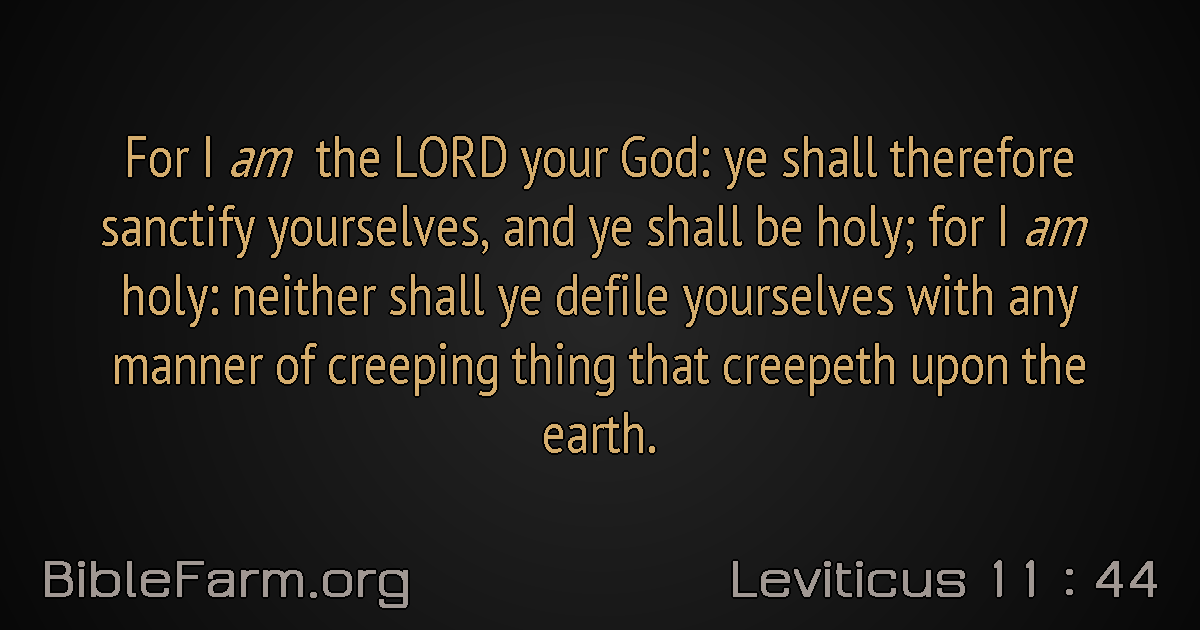 For I am the LORD your God: ye shall therefore
sanctify yourselves, and ye shall be holy; for I am
holy: neither shall ye defile yourselves with any
manner of creeping thing that creepeth upon the
earth.
BibleFarm.org
Leviticus 11 : 44